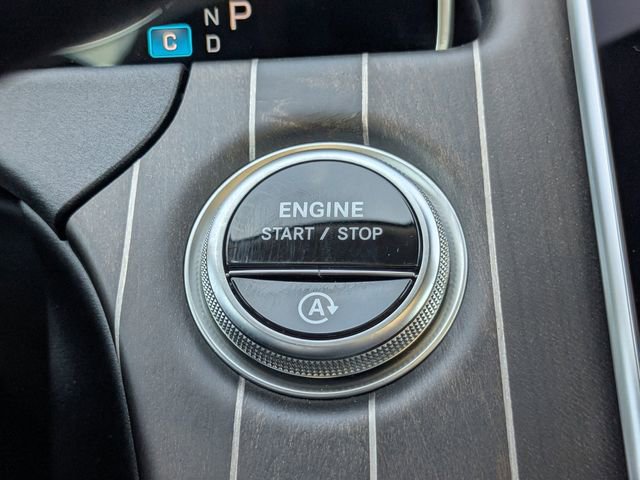 N P
C D
ENGINE
START / STOP
A